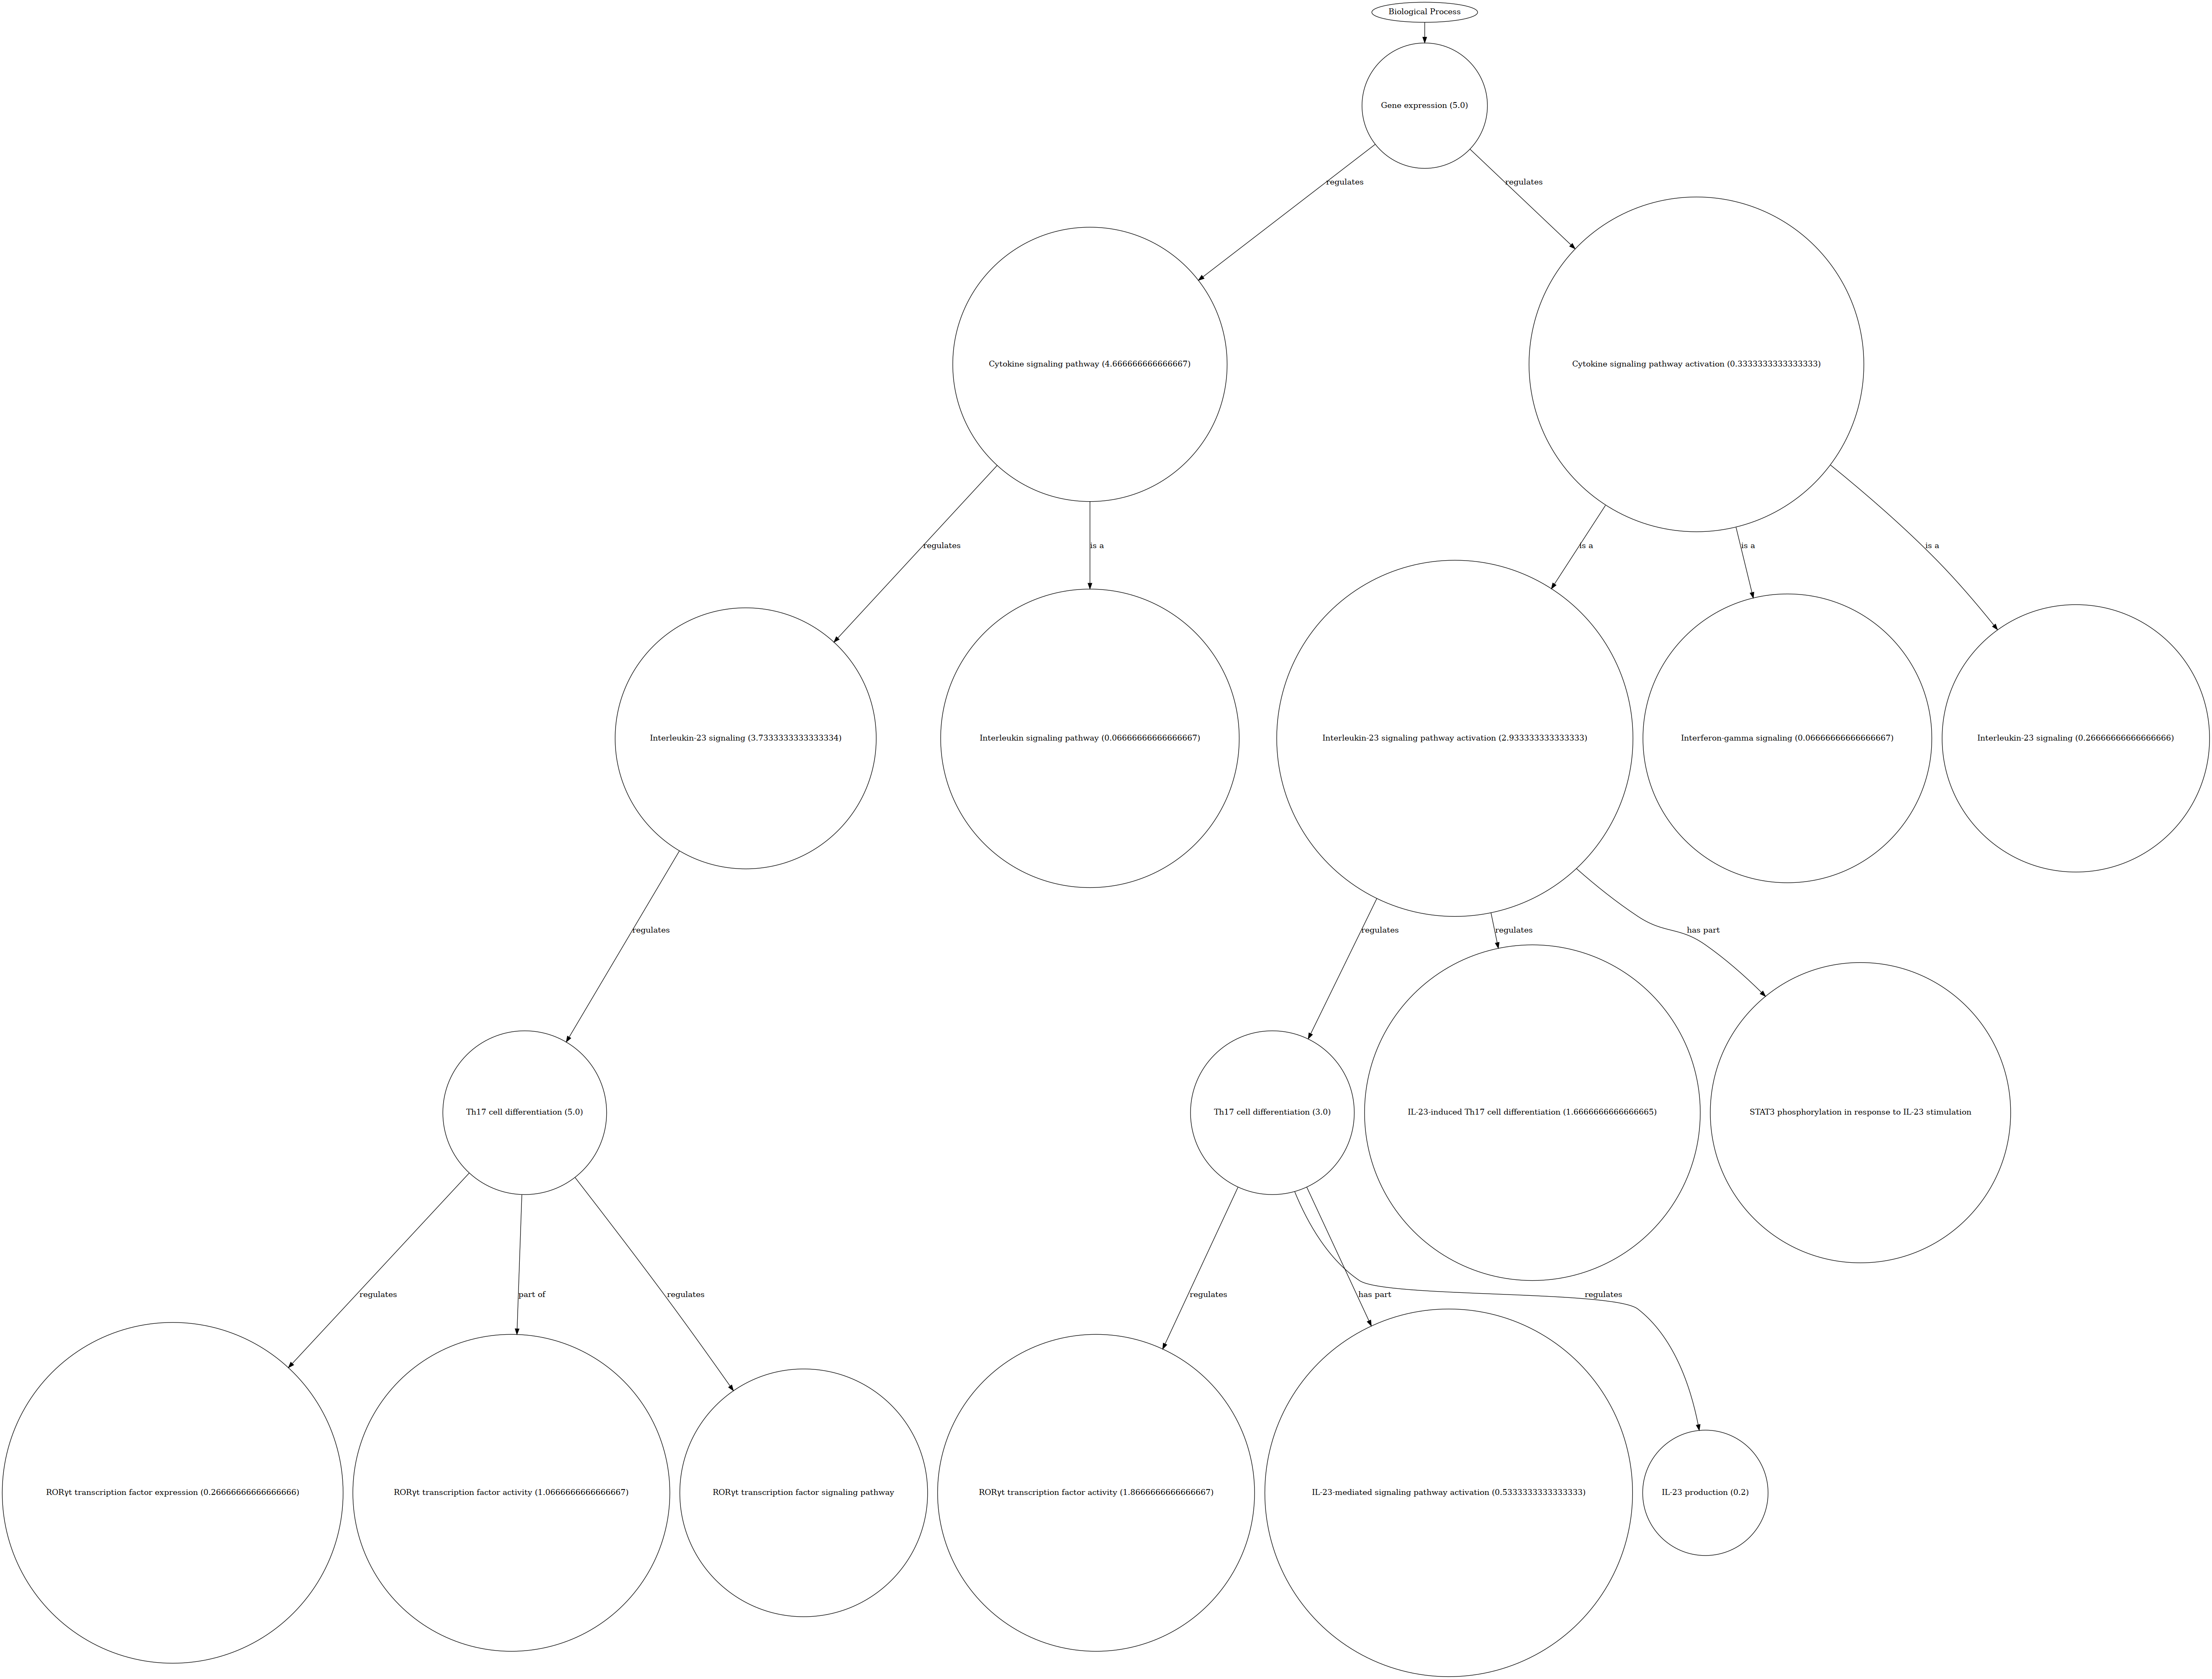 Biological Process
Gene expression (5.0)
regulates
regulates
Cytokine signaling pathway (4.666666666666667)
Cytokine signaling pathway activation (0.3333333333333333)
regulates
is a
is a
is a
is a
Interleukin-23 signaling (3.7333333333333334)
Interleukin signaling pathway (0.06666666666666667)
Interleukin-23 signaling pathway activation (2.933333333333333)
Interferon-gamma signaling (0.06666666666666667)
Interleukin-23 signaling (0.26666666666666666)
regulates
regulates
regulates
has part
Th17 cell differentiation (5.0)
Th17 cell differentiation (3.0)
IL-23-induced Th17 cell differentiation (1.6666666666666665)
STAT3 phosphorylation in response to IL-23 stimulation
regulates
part of
regulates
regulates
has part
regulates
RORγt transcription factor expression (0.26666666666666666)
RORγt transcription factor activity (1.0666666666666667)
RORγt transcription factor signaling pathway
RORγt transcription factor activity (1.8666666666666667)
IL-23-mediated signaling pathway activation (0.5333333333333333)
IL-23 production (0.2)